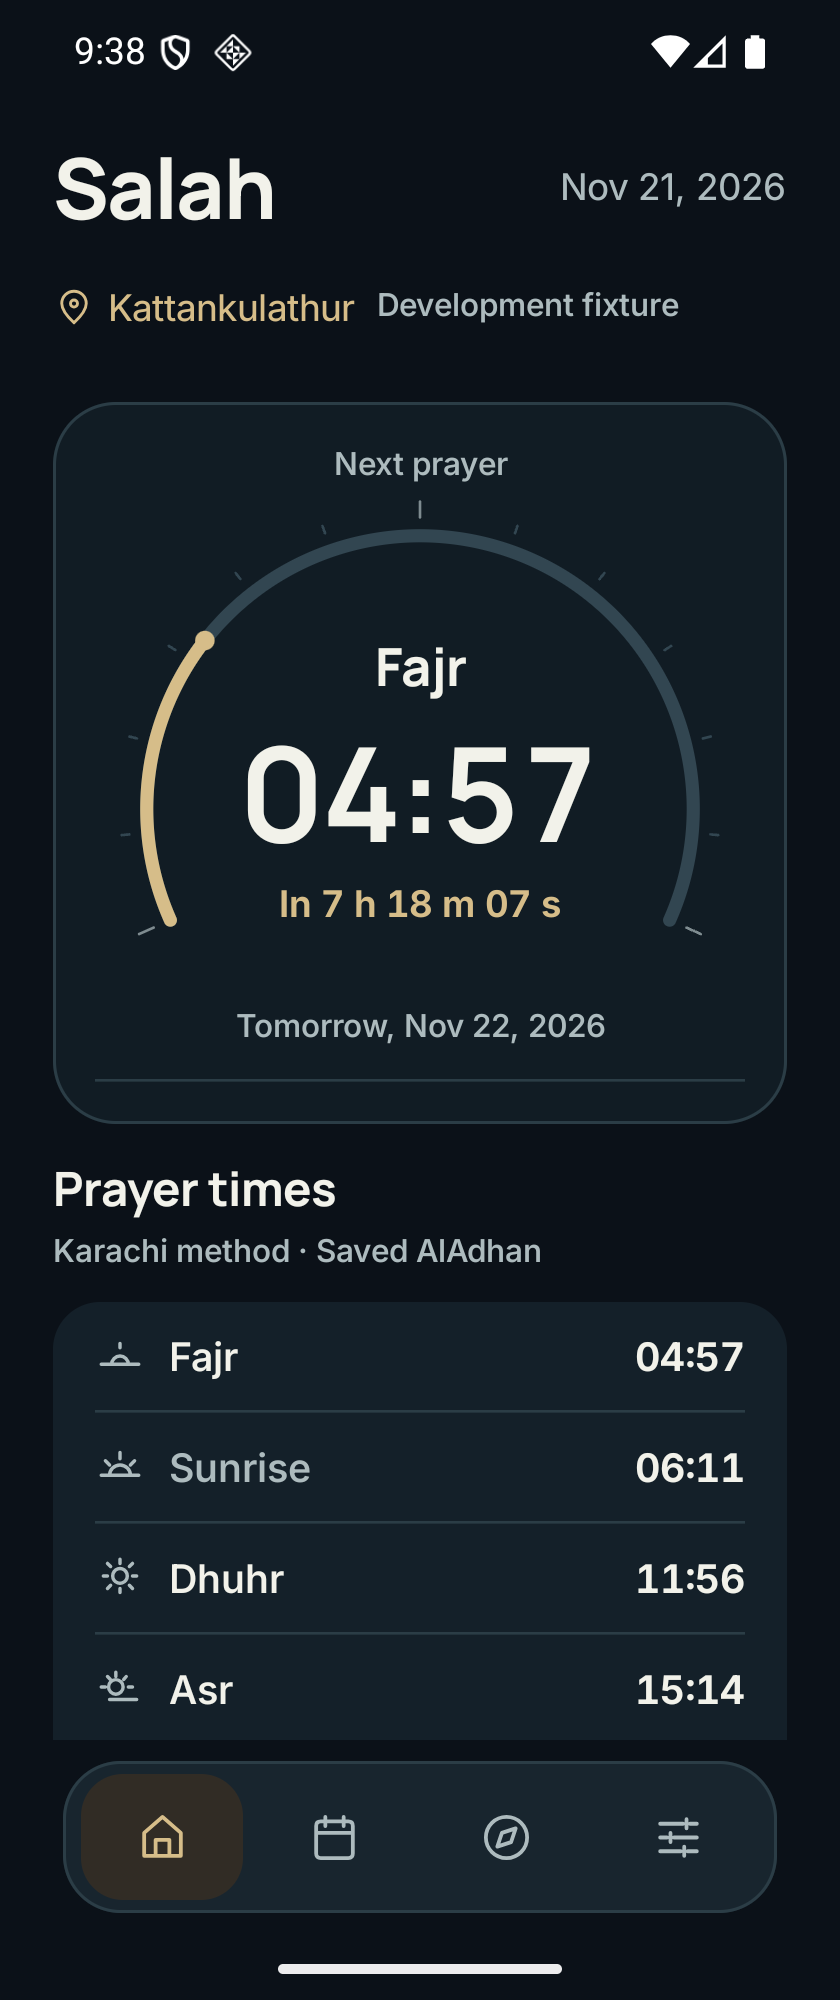 9:38
Salah
Nov 21, 2026
Kattankulathur Development fixture
Next prayer
Fajr
04:57
In 7 h 18 m 07 s
Tomorrow, Nov 22, 2026
Prayer times
Karachi method · Saved AlAdhan
Fajr 04:57
Sunrise 06:11
Dhuhr 11:56
Asr 15:14